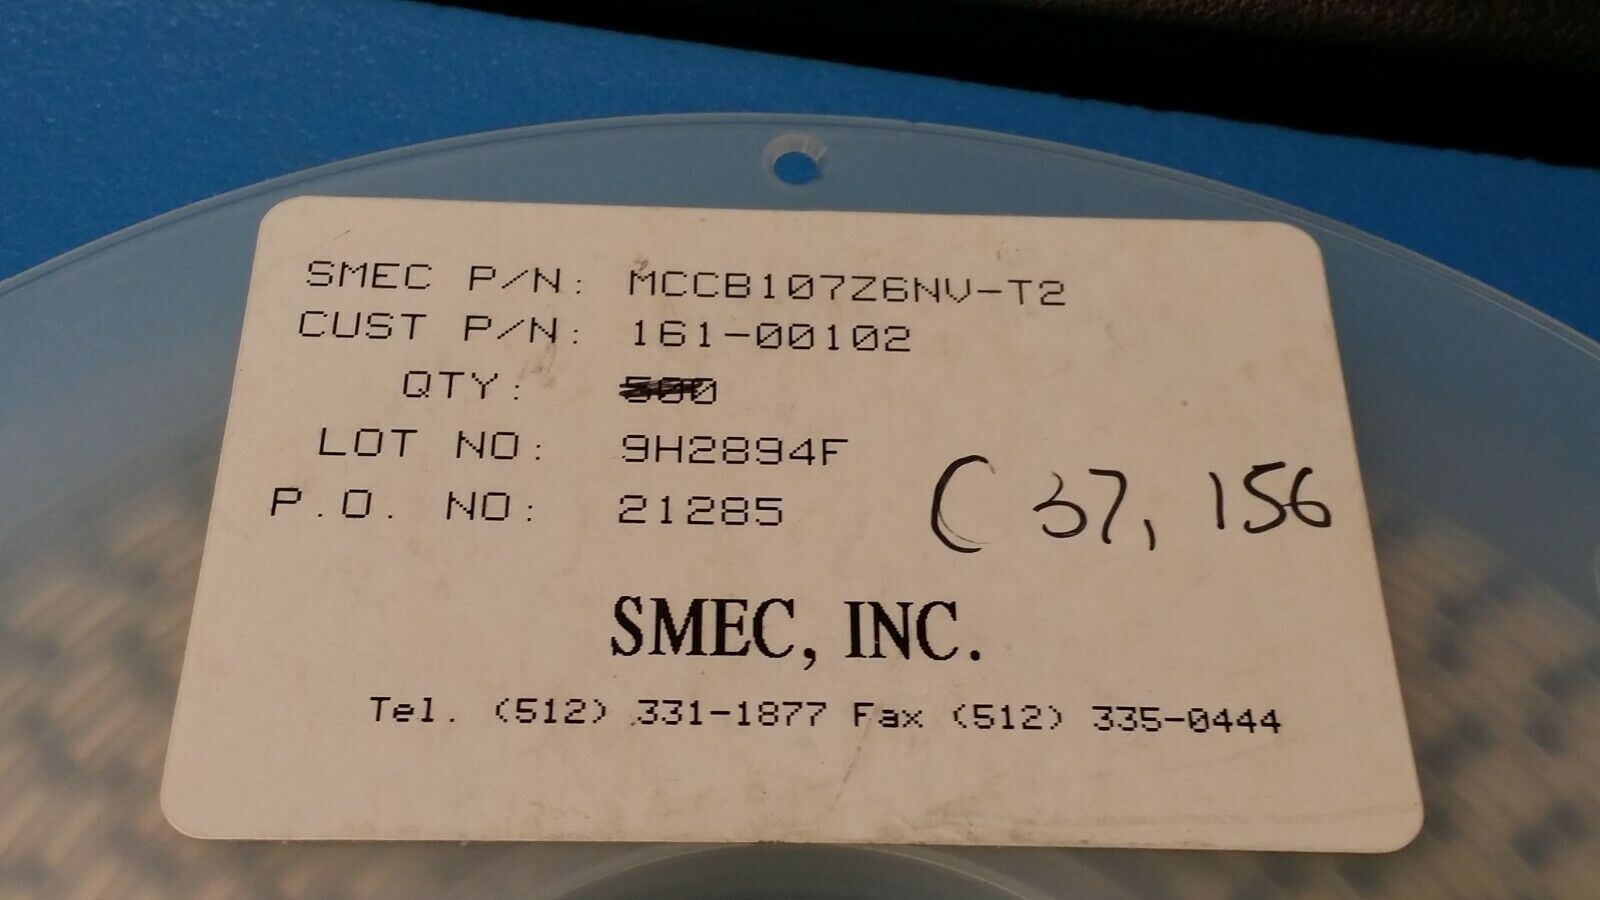 SMEC P/N: MCCB107Z6NV-T2
CUST P/N: 161-00102
QTY: 500
LOT NO: 9H2894F
P.O. NO: 21285
C 37, 156
SMEC, INC.
Tel. (512) 331-1877 Fax (512) 335-0444